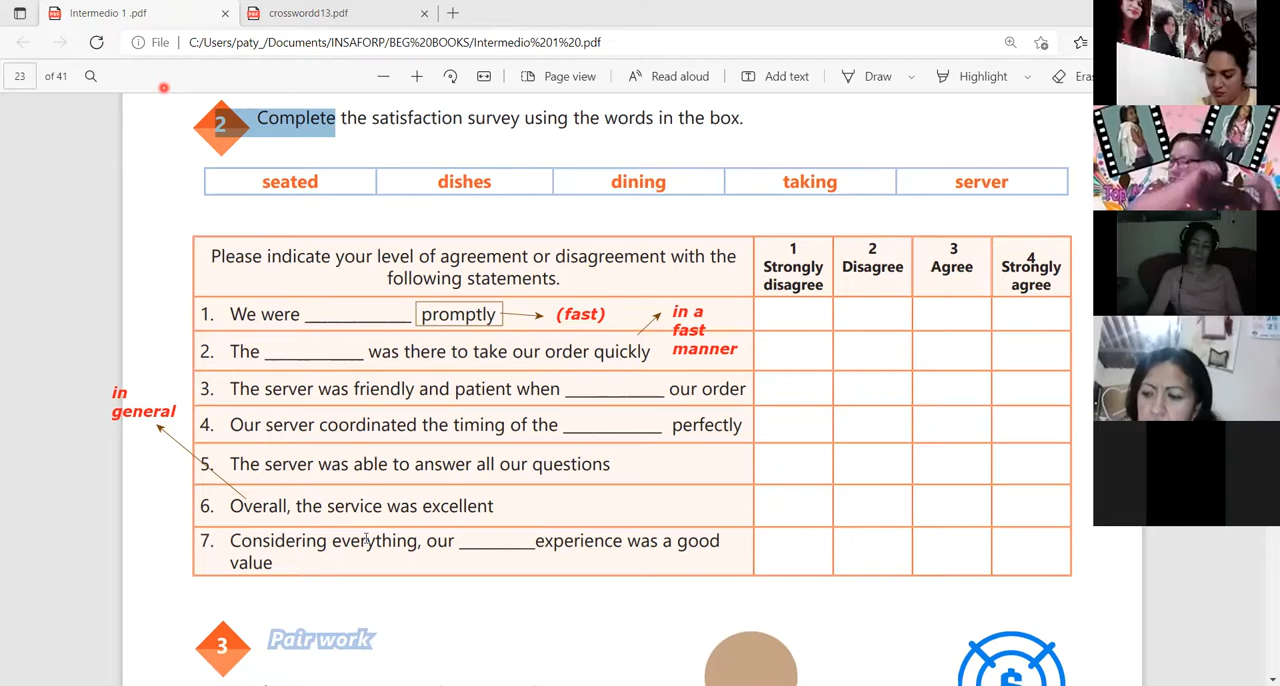 Intermedio 1 .pdf
crosswordd13.pdf
File
C:/Users/paty_/Documents/INSAFORP/BEG%20BOOKS/Intermedio%201%20.pdf
23 of 41
Page view
Read aloud
Add text
Draw
Highlight
Eras
2 Complete the satisfaction survey using the words in the box.
seated dishes dining taking server
Please indicate your level of agreement or disagreement with the
following statements.
1
Strongly
disagree
2
Disagree
3
Agree
4
Strongly
agree
1. We were ____________ promptly (fast)
in a
fast
manner
2. The ___________ was there to take our order quickly
3. The server was friendly and patient when ___________ our order
in
general
4. Our server coordinated the timing of the ___________ perfectly
5. The server was able to answer all our questions
6. Overall, the service was excellent
7. Considering everything, our ________experience was a good
value
3 Pair work